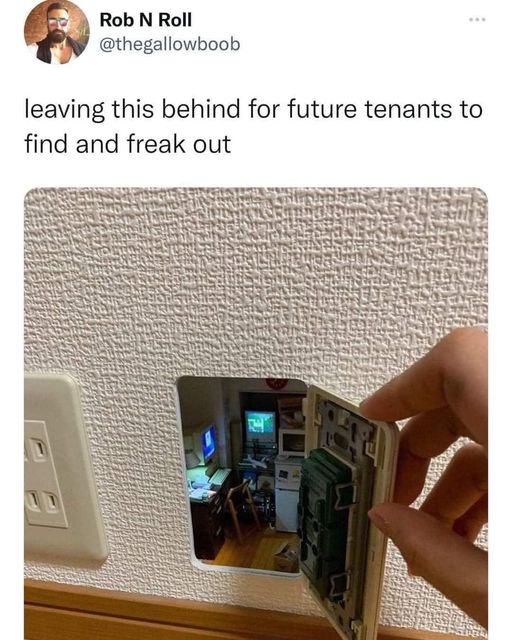 Rob N Roll
@thegallowboob
leaving this behind for future tenants to
find and freak out